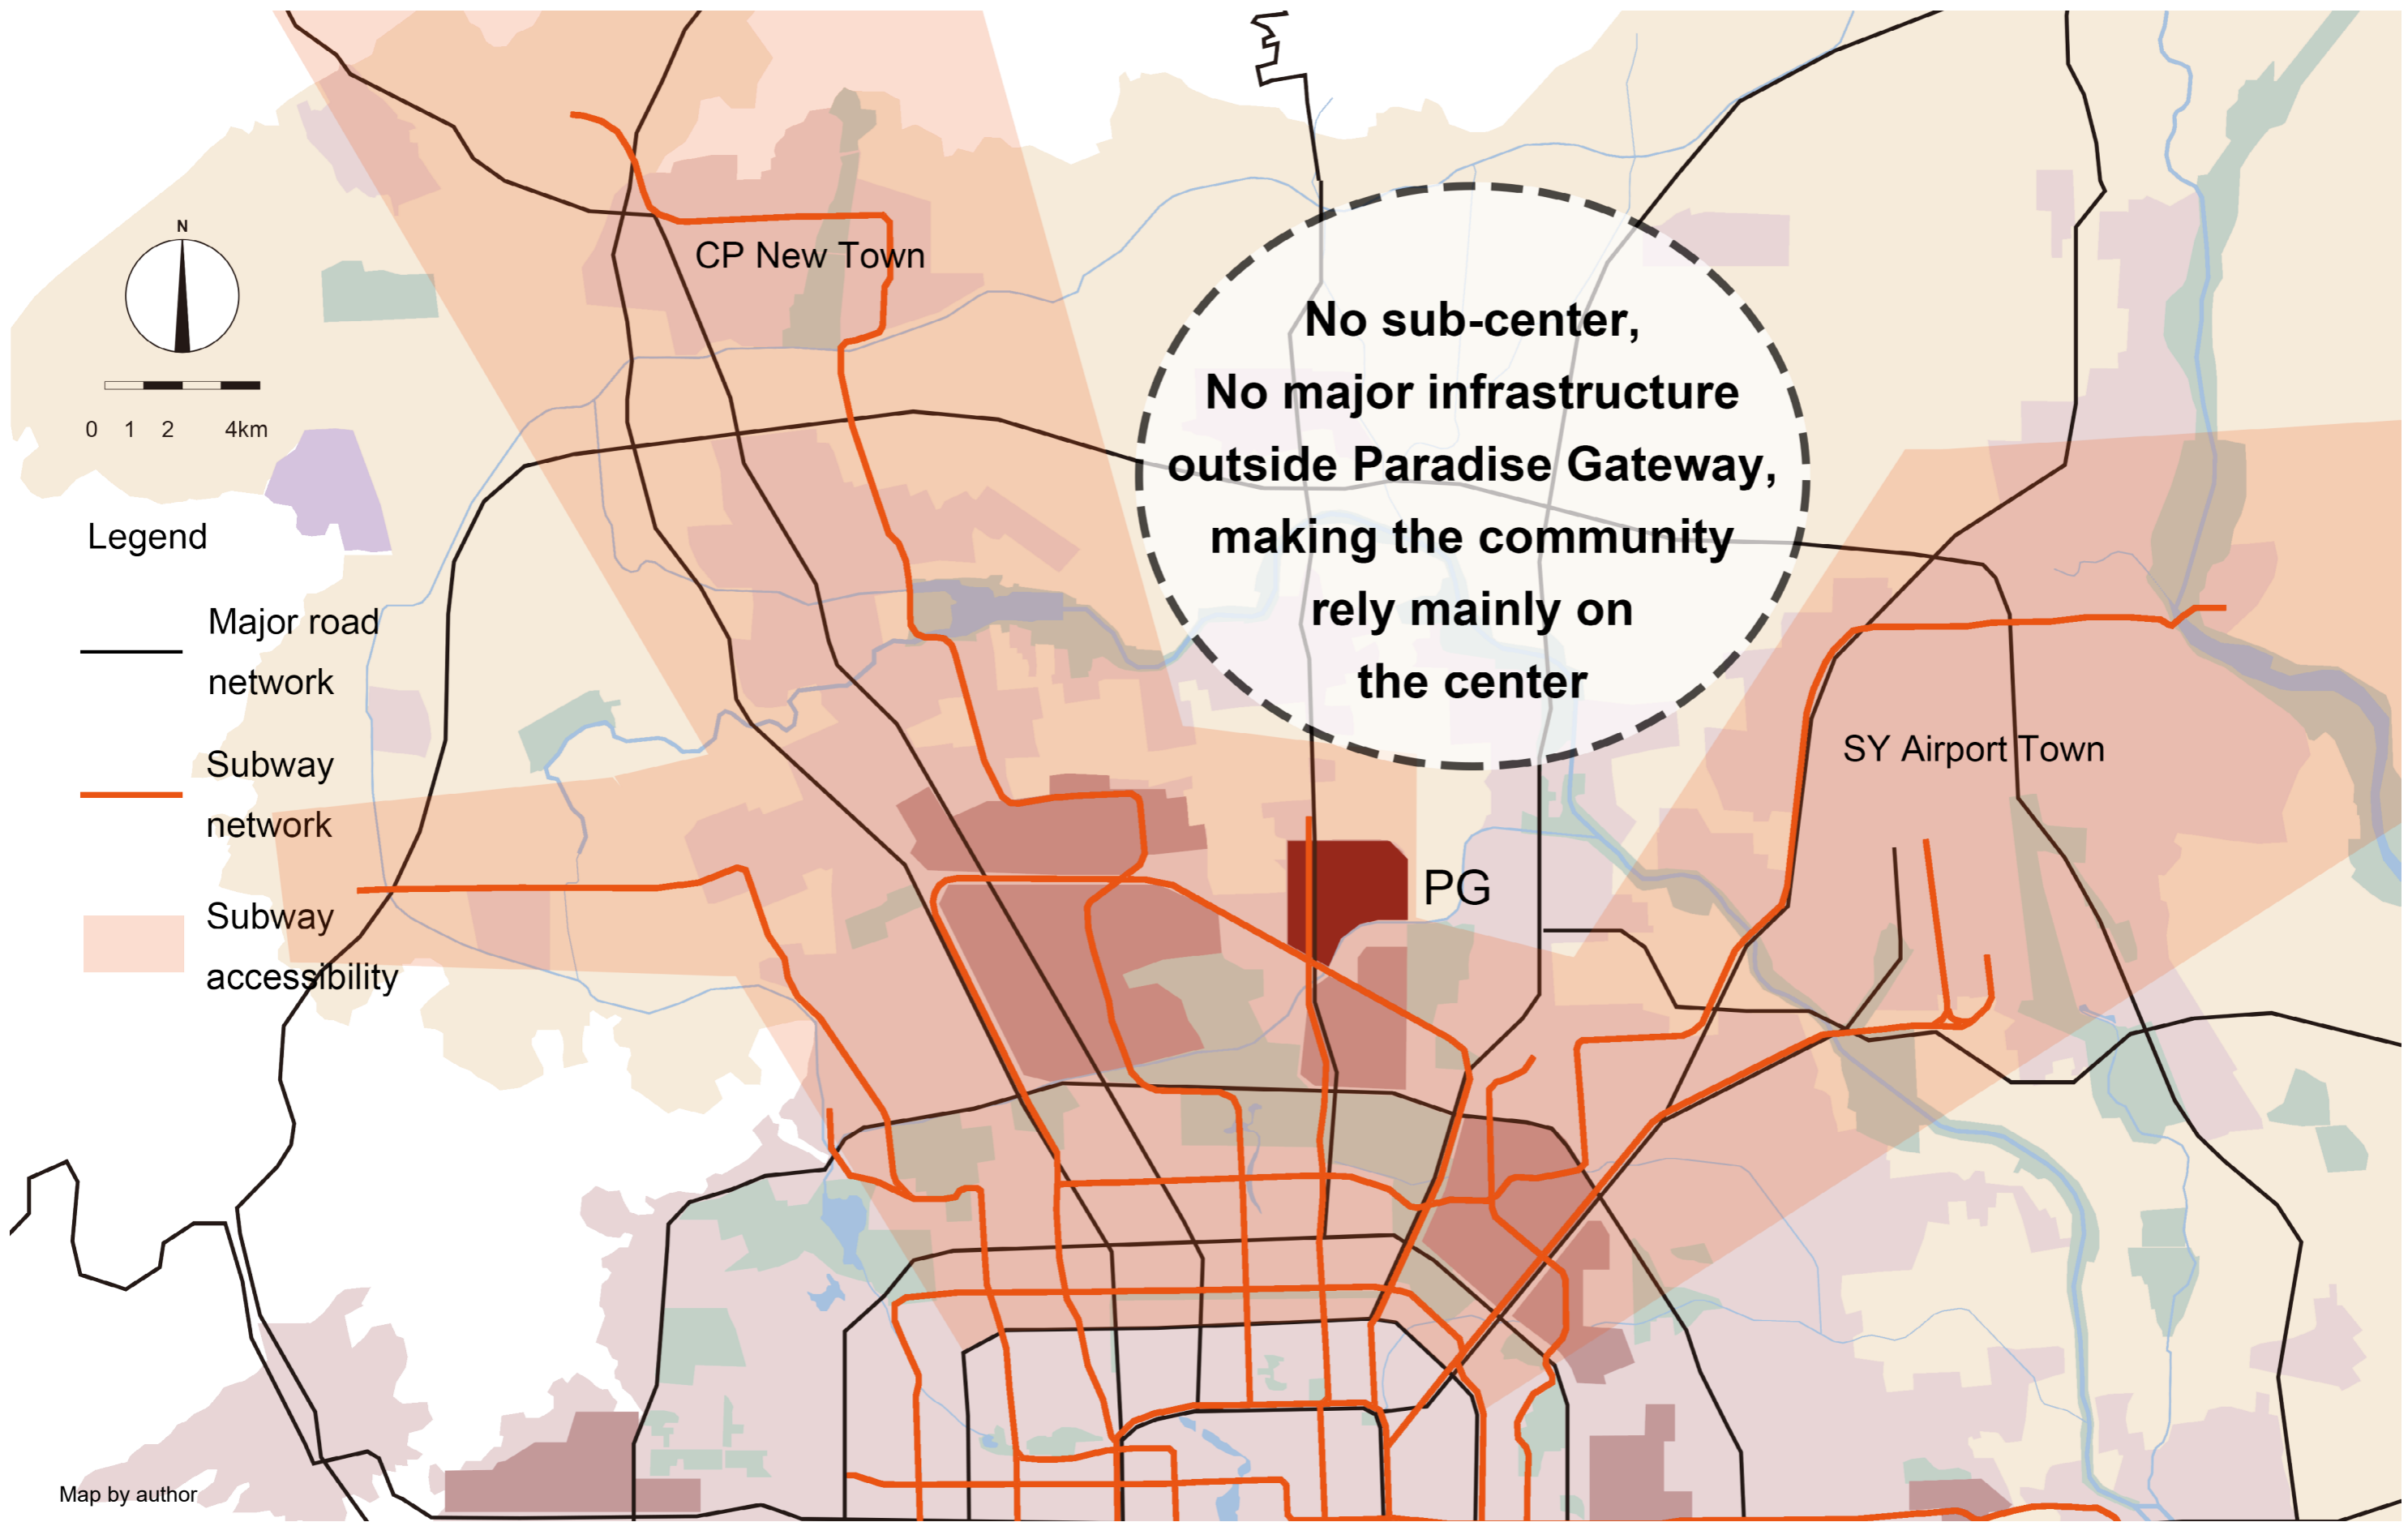 N
CP New Town
0 1 2 4km
No sub-center,
No major infrastructure
outside Paradise Gateway,
making the community
rely mainly on
the center
Legend
Major road
network
Subway
network
Subway
accessibility
SY Airport Town
PG
Map by author